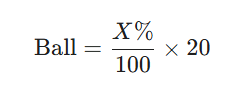 Ball = X% / 100 × 20